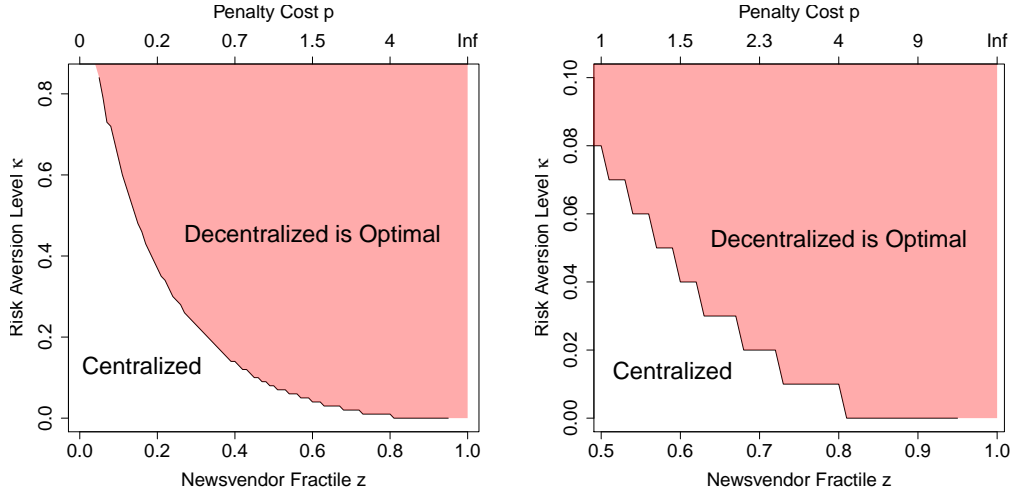 Penalty Cost p
0 0.2 0.7 1.5 4 Inf
0.0 0.2 0.4 0.6 0.8
Risk Aversion Level κ
Decentralized is Optimal
Centralized
0.0 0.2 0.4 0.6 0.8 1.0
Newsvendor Fractile z
Penalty Cost p
1 1.5 2.3 4 9 Inf
0.00 0.02 0.04 0.06 0.08 0.10
Risk Aversion Level κ
Decentralized is Optimal
Centralized
0.5 0.6 0.7 0.8 0.9 1.0
Newsvendor Fractile z